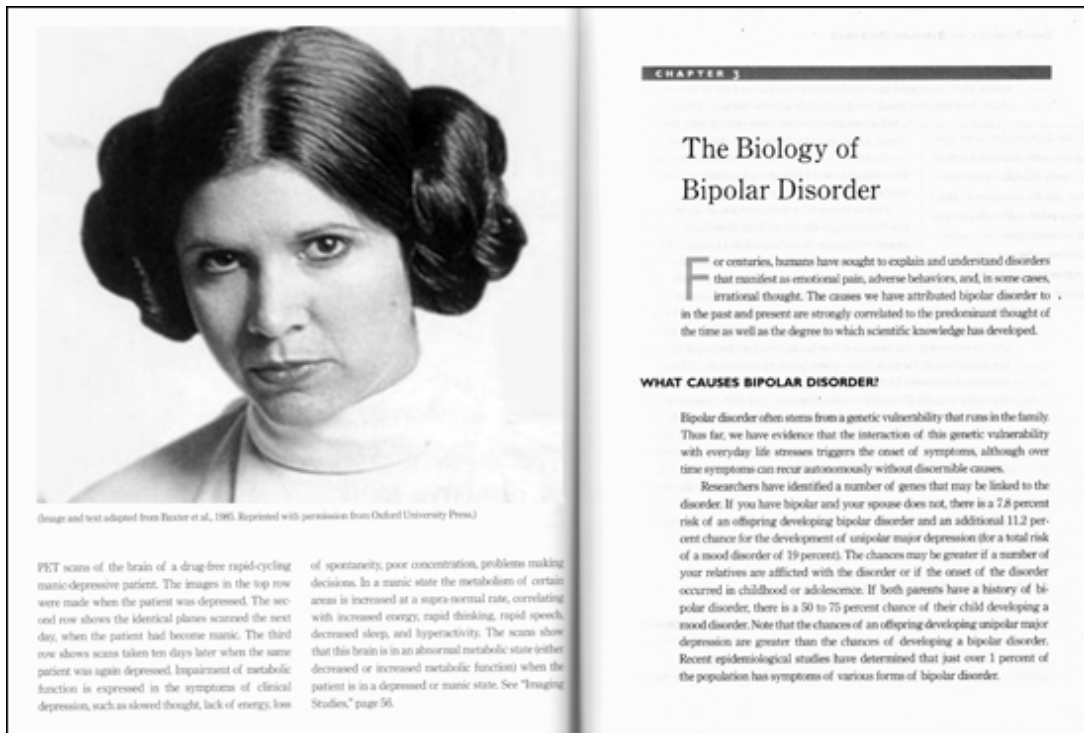 (Image and text adapted from Baxter et al., 1985. Reprinted with permission from Oxford University Press.)
PET scans of the brain of a drug-free rapid-cycling
manic-depressive patient. The images in the top row
were made when the patient was depressed. The sec-
ond row shows the identical planes scanned the next
day, when the patient had become manic. The third
row shows scans taken ten days later when the same
patient was again depressed. Impairment of metabolic
function is expressed in the symptoms of clinical
depression, such as slowed thought, lack of energy, loss
of spontaneity, poor concentration, problems making
decisions. In a manic state the metabolism of certain
areas is increased at a supra-normal rate, correlating
with increased energy, rapid thinking, rapid speech,
decreased sleep, and hyperactivity. The scans show
that this brain is in an abnormal metabolic state (either
decreased or increased metabolic function) when the
patient is in a depressed or manic state. See "Imaging
Studies," page 56.
CHAPTER 3
The Biology of
Bipolar Disorder
For centuries, humans have sought to explain and understand disorders
that manifest as emotional pain, adverse behaviors, and, in some cases,
irrational thought. The causes we have attributed bipolar disorder to
in the past and present are strongly correlated to the predominant thought of
the time as well as the degree to which scientific knowledge has developed.
WHAT CAUSES BIPOLAR DISORDER?
Bipolar disorder often stems from a genetic vulnerability that runs in the family.
Thus far, we have evidence that the interaction of this genetic vulnerability
with everyday life stresses triggers the onset of symptoms, although over
time symptoms can recur autonomously without discernible causes.
Researchers have identified a number of genes that may be linked to the
disorder. If you have bipolar and your spouse does not, there is a 7.8 percent
risk of an offspring developing bipolar disorder and an additional 11.2 per-
cent chance for the development of unipolar major depression (for a total risk
of a mood disorder of 19 percent). The chances may be greater if a number of
your relatives are afflicted with the disorder or if the onset of the disorder
occurred in childhood or adolescence. If both parents have a history of bi-
polar disorder, there is a 50 to 75 percent chance of their child developing a
mood disorder. Note that the chances of an offspring developing unipolar major
depression are greater than the chances of developing a bipolar disorder.
Recent epidemiological studies have determined that just over 1 percent of
the population has symptoms of various forms of bipolar disorder.